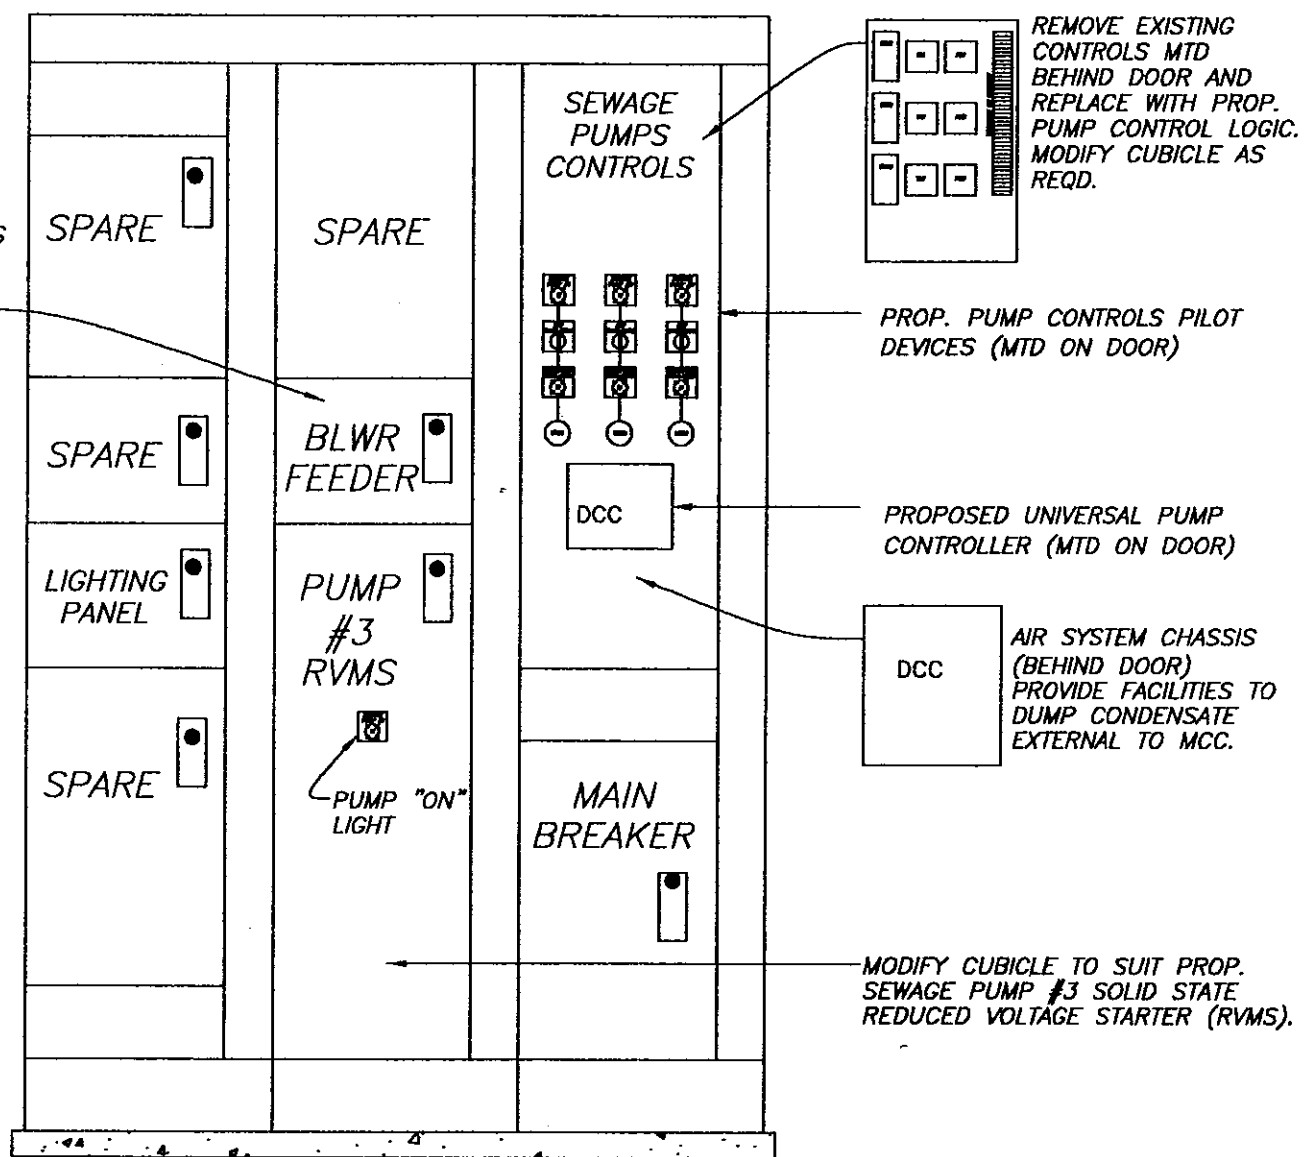 REMOVE EXISTING
CONTROLS MTD
BEHIND DOOR AND
REPLACE WITH PROP.
PUMP CONTROL LOGIC.
MODIFY CUBICLE AS
REQD.
SEWAGE
PUMPS
CONTROLS
SPARE
SPARE
S
PROP. PUMP CONTROLS PILOT
DEVICES (MTD ON DOOR)
SPARE
BLWR
FEEDER
DCC
PROPOSED UNIVERSAL PUMP
CONTROLLER (MTD ON DOOR)
LIGHTING
PANEL
PUMP
#3
RVMS
DCC
AIR SYSTEM CHASSIS
(BEHIND DOOR)
PROVIDE FACILITIES TO
DUMP CONDENSATE
EXTERNAL TO MCC.
SPARE
PUMP "ON"
LIGHT
MAIN
BREAKER
MODIFY CUBICLE TO SUIT PROP.
SEWAGE PUMP #3 SOLID STATE
REDUCED VOLTAGE STARTER (RVMS).